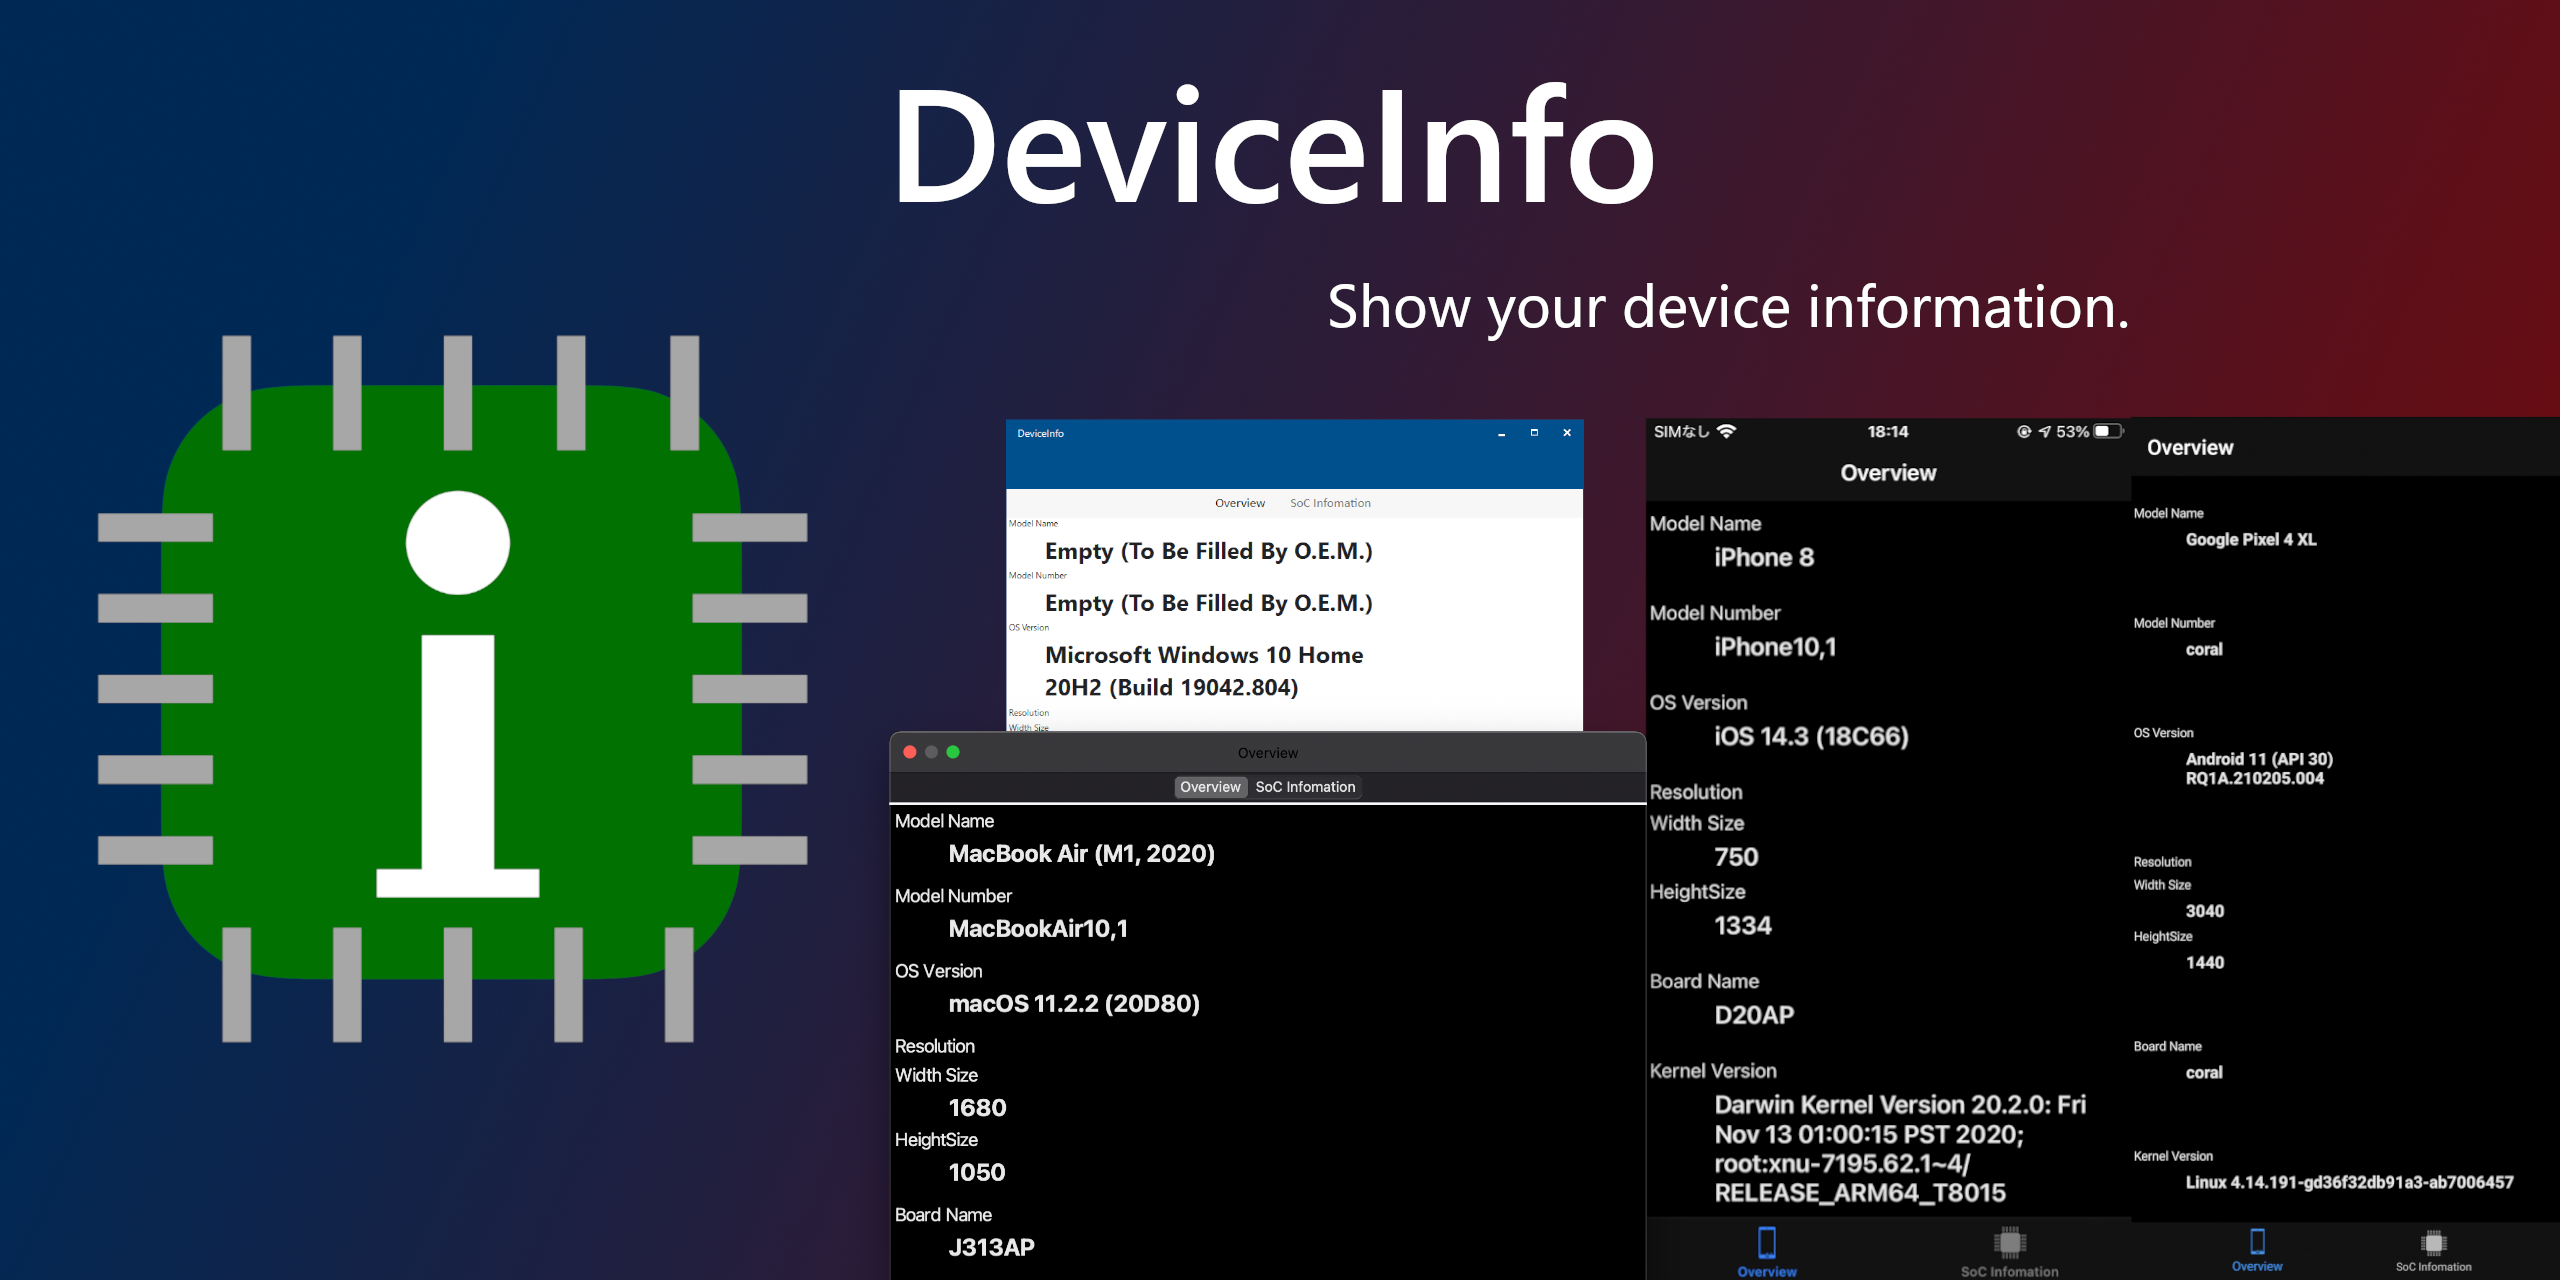 DeviceInfo
Show your device information.
i
DeviceInfo
Overview SoC Infomation
Model Name
Empty (To Be Filled By O.E.M.)
Model Number
Empty (To Be Filled By O.E.M.)
OS Version
Microsoft Windows 10 Home
20H2 (Build 19042.804)
Resolution
Width Size
Overview
Overview SoC Infomation
Model Name
MacBook Air (M1, 2020)
Model Number
MacBookAir10,1
OS Version
macOS 11.2.2 (20D80)
Resolution
Width Size
1680
HeightSize
1050
Board Name
J313AP
SIMなし 18:14 53%
Overview
Model Name
iPhone 8
Model Number
iPhone10,1
OS Version
iOS 14.3 (18C66)
Resolution
Width Size
750
HeightSize
1334
Board Name
D20AP
Kernel Version
Darwin Kernel Version 20.2.0: Fri
Nov 13 01:00:15 PST 2020;
root:xnu-7195.62.1~4/
RELEASE_ARM64_T8015
Overview SoC Infomation
Overview
Model Name
Google Pixel 4 XL
Model Number
coral
OS Version
Android 11 (API 30)
RQ1A.210205.004
Resolution
Width Size
3040
HeightSize
1440
Board Name
coral
Kernel Version
Linux 4.14.191-gd36f32db91a3-ab7006457
Overview SoC Infomation